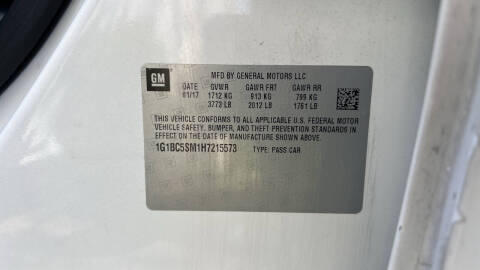 GM
MFD BY GENERAL MOTORS LLC
DATE GVWR GAWR FRT GAWR RR
01/17 1712 KG 913 KG 799 KG
3773 LB 2012 LB 1761 LB
THIS VEHICLE CONFORMS TO ALL APPLICABLE U.S. FEDERAL MOTOR
VEHICLE SAFETY, BUMPER, AND THEFT PREVENTION STANDARDS IN
EFFECT ON THE DATE OF MANUFACTURE SHOWN ABOVE.
1G1BC5SM1H7215573 TYPE: PASS CAR